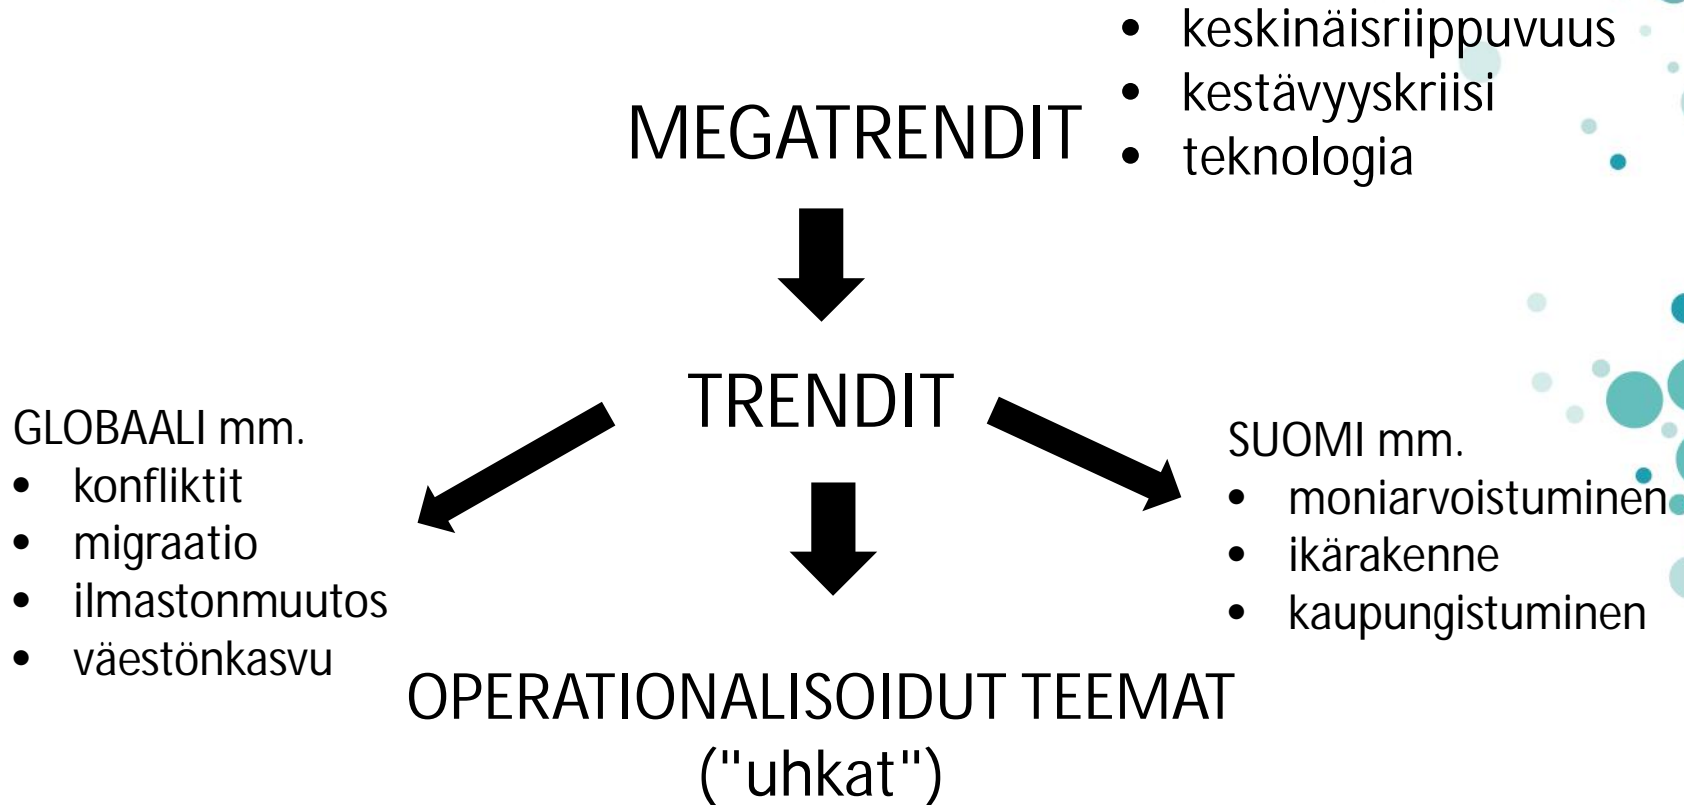 • keskinäisriippuvuus
• kestävyyskriisi
• teknologia
MEGATRENDIT
TRENDIT
GLOBAALI mm.
• konfliktit
• migraatio
• ilmastonmuutos
• väestönkasvu
SUOMI mm.
• moniarvoistuminen
• ikärakenne
• kaupungistuminen
OPERATIONALISOIDUT TEEMAT
("uhkat")